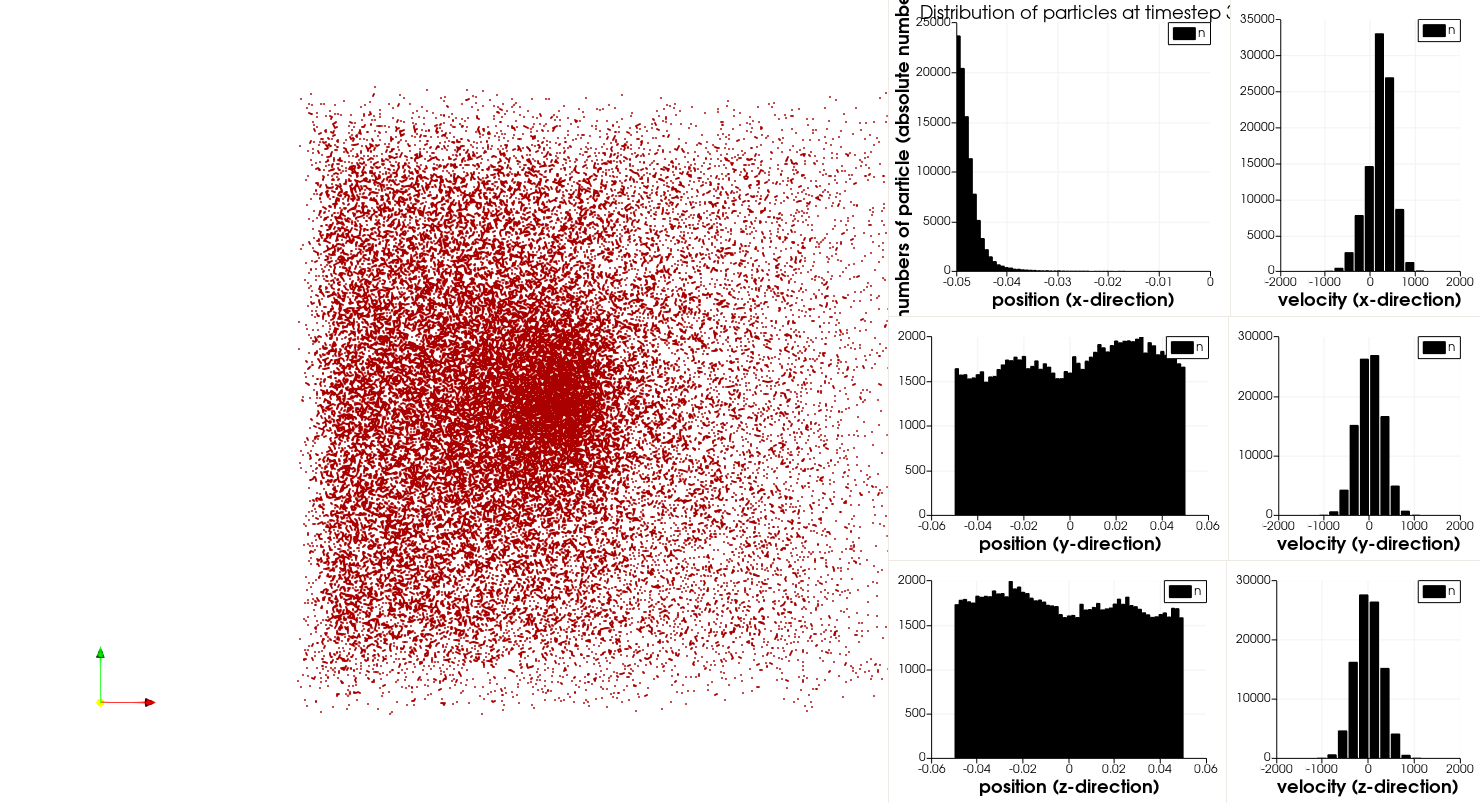 Distribution of particles at timestep
numbers of particle (absolute numbe
25000
20000
15000
10000
5000
0
-0.05 -0.04 -0.03 -0.02 -0.01 0
position (x-direction)
n
35000
30000
25000
20000
15000
10000
5000
0
-2000 -1000 0 1000 2000
velocity (x-direction)
n
2000
1500
1000
500
0
-0.06 -0.04 -0.02 0 0.02 0.04 0.06
position (y-direction)
n
30000
20000
10000
0
-2000 -1000 0 1000 2000
velocity (y-direction)
n
2000
1500
1000
500
0
-0.06 -0.04 -0.02 0 0.02 0.04 0.06
position (z-direction)
n
30000
20000
10000
0
-2000 -1000 0 1000 2000
velocity (z-direction)
n